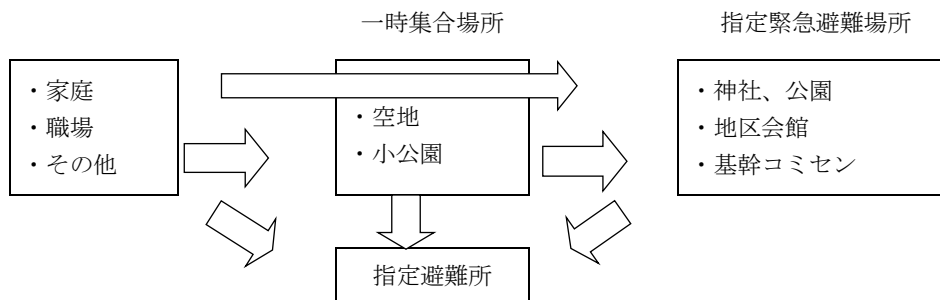 一時集合場所
指定緊急避難場所
・家庭
・職場
・その他
・空地
・小公園
・神社、公園
・地区会館
・基幹コミセン
指定避難所